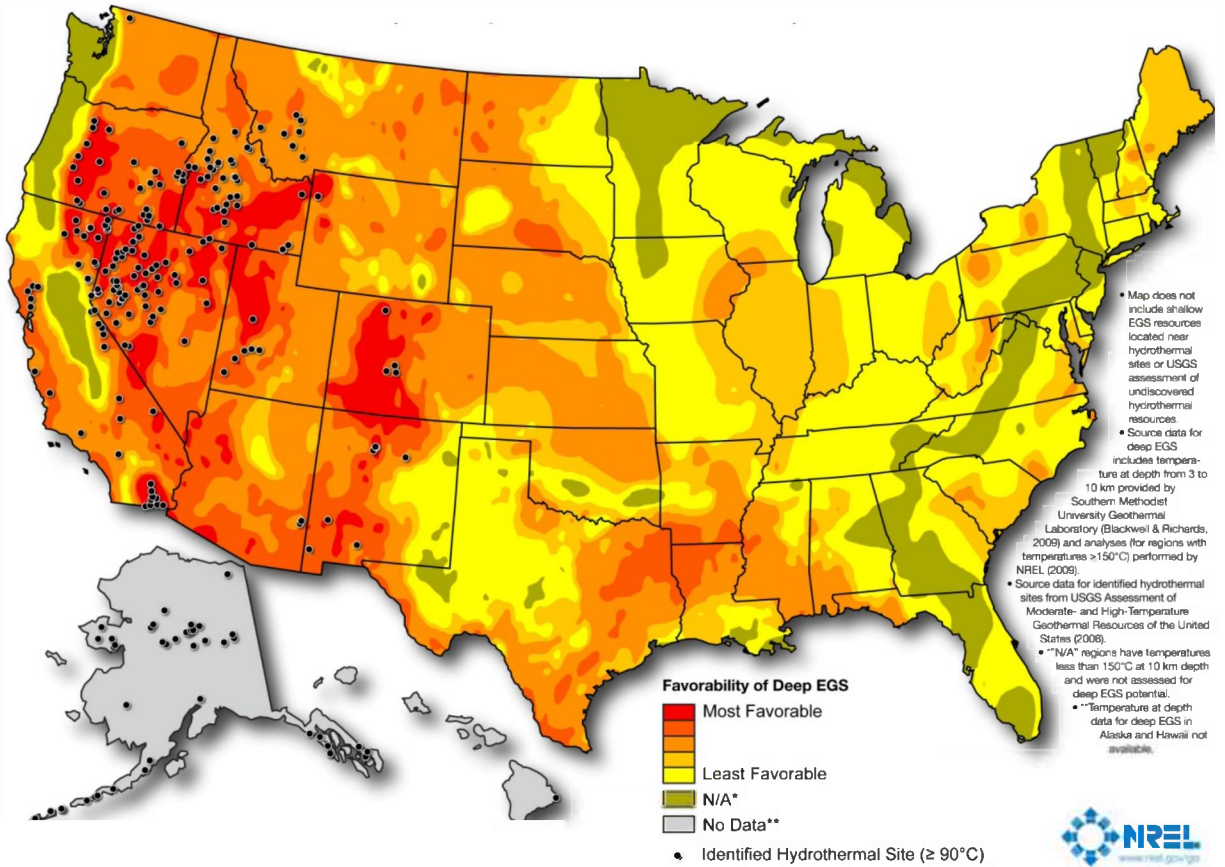 • Map does not
include shallow
EGS resources
located near
hydrothermal
sites or USGS
assessment of
undiscovered
hydrothermal
resources.
• Source data for
deep EGS
includes tempera-
ture at depth from 3 to
10 km provided by
Southern Methodist
University Geothermal
Laboratory (Blackwell & Richards,
2009) and analyses (for regions with
temperatures >150°C) performed by
NREL (2009).
• Source data for identified hydrothermal
sites from USGS Assessment of
Moderate- and High-Temperature
Geothermal Resources of the United
States (2008).
• *"N/A" regions have temperatures
less than 150°C at 10 km depth
and were not assessed for
deep EGS potential.
• **Temperature at depth
data for deep EGS in
Alaska and Hawaii not
available.
Favorability of Deep EGS
Most Favorable
Least Favorable
N/A*
No Data**
Identified Hydrothermal Site (≥ 90°C)
NREL
www.nrel.gov/gis